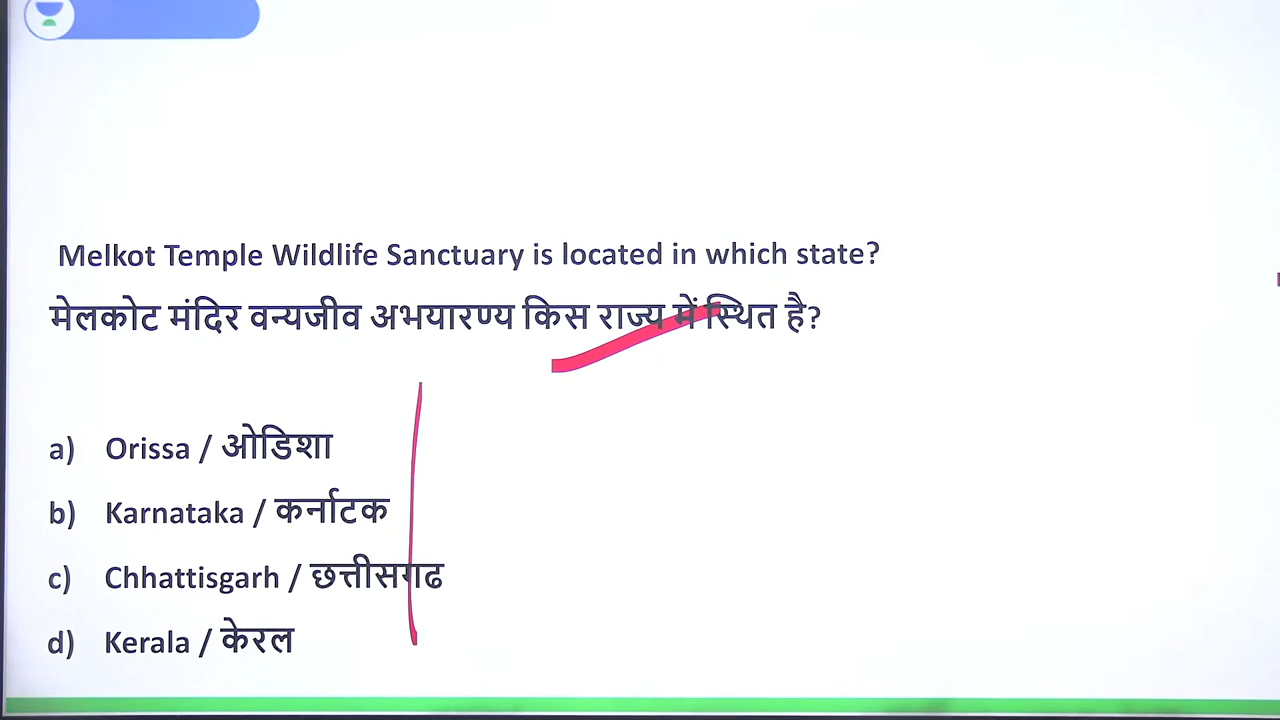 Melkot Temple Wildlife Sanctuary is located in which state?
मेलकोट मंदिर वन्यजीव अभयारण्य किस राज्य में स्थित है?
a) Orissa / ओडिशा
b) Karnataka / कर्नाटक
c) Chhattisgarh / छत्तीसगढ
d) Kerala / केरल